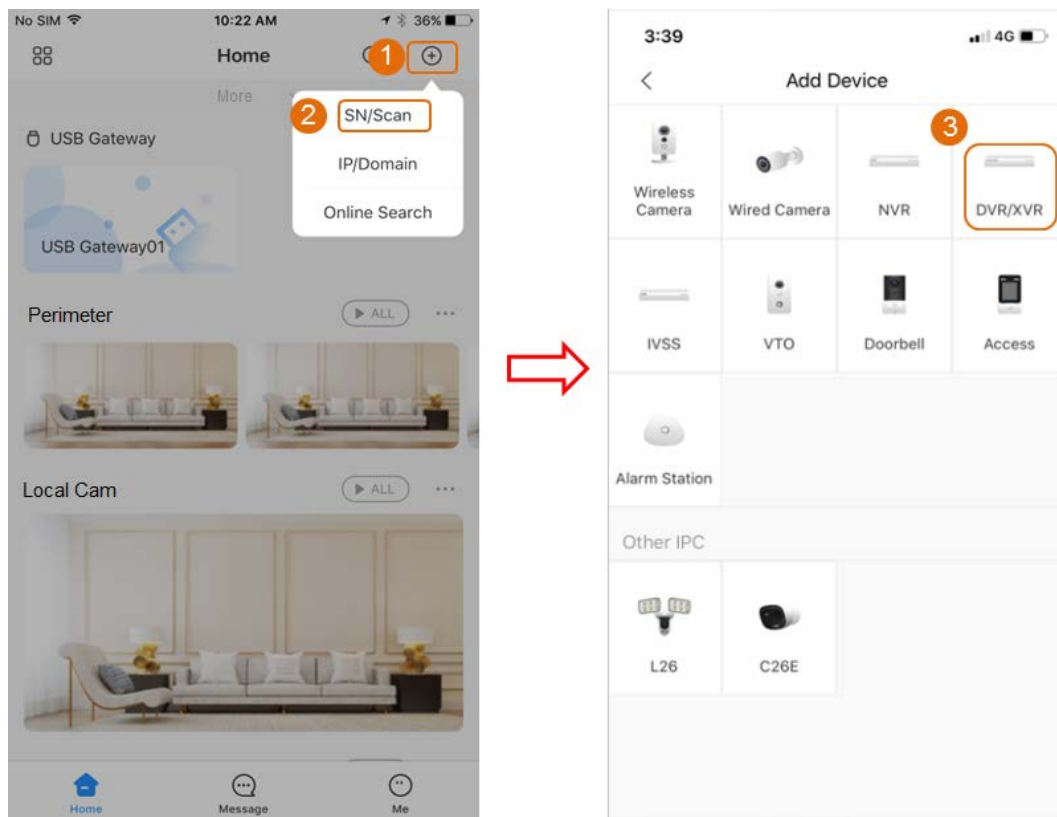 No SIM 10:22 AM 36%
Home 1
More
2 SN/Scan
USB Gateway
IP/Domain
Online Search
USB Gateway01
Perimeter ALL
Local Cam ALL
Home Message Me
3:39 4G
Add Device
3
Wireless
Camera Wired Camera NVR DVR/XVR
IVSS VTO Doorbell Access
Alarm Station
Other IPC
L26 C26E